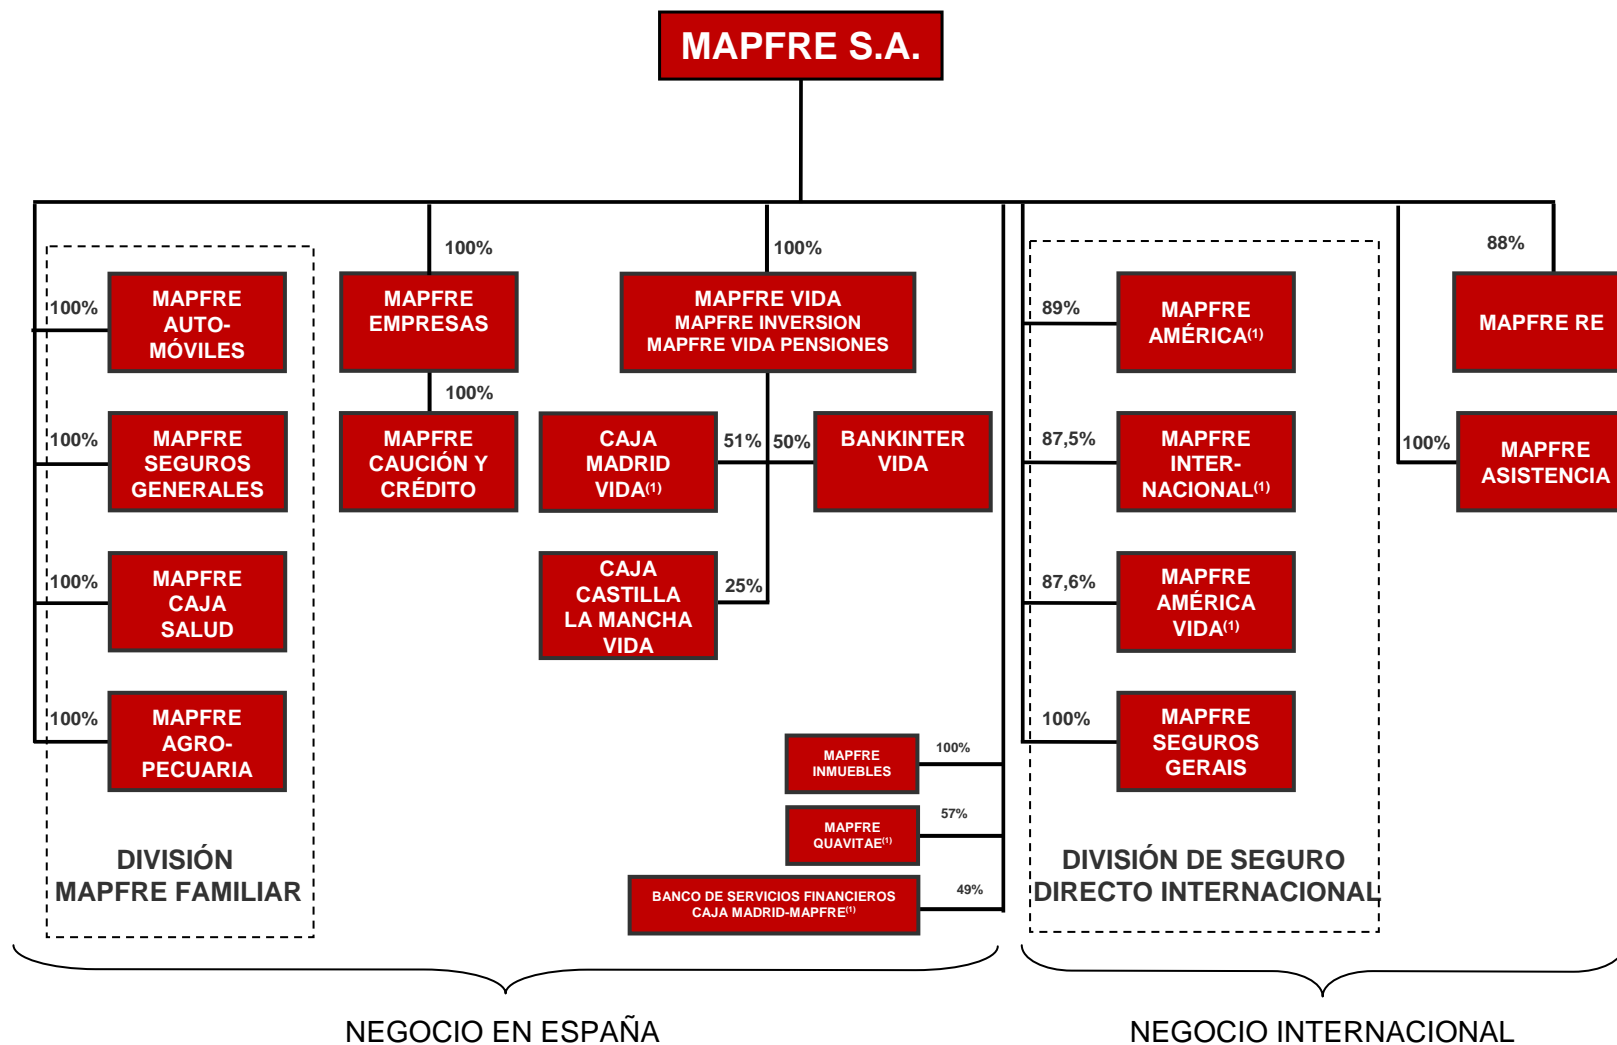 MAPFRE S.A.
100%
MAPFRE
AUTO-
MÓVILES
100%
MAPFRE
SEGUROS
GENERALES
100%
MAPFRE
CAJA
SALUD
100%
MAPFRE
AGRO-
PECUARIA
DIVISIÓN
MAPFRE FAMILIAR
100%
MAPFRE
EMPRESAS
100%
MAPFRE
CAUCIÓN Y
CRÉDITO
100%
MAPFRE VIDA
MAPFRE INVERSION
MAPFRE VIDA PENSIONES
CAJA
MADRID
VIDA(1)
51%
50%
BANKINTER
VIDA
CAJA
CASTILLA
LA MANCHA
VIDA
25%
MAPFRE
INMUEBLES
100%
MAPFRE
QUAVITAE(1)
57%
BANCO DE SERVICIOS FINANCIEROS
CAJA MADRID-MAPFRE(1)
49%
89%
MAPFRE
AMÉRICA(1)
87,5%
MAPFRE
INTER-
NACIONAL(1)
87,6%
MAPFRE
AMÉRICA
VIDA(1)
100%
MAPFRE
SEGUROS
GERAIS
DIVISIÓN DE SEGURO
DIRECTO INTERNACIONAL
88%
MAPFRE RE
100%
MAPFRE
ASISTENCIA
NEGOCIO EN ESPAÑA
NEGOCIO INTERNACIONAL